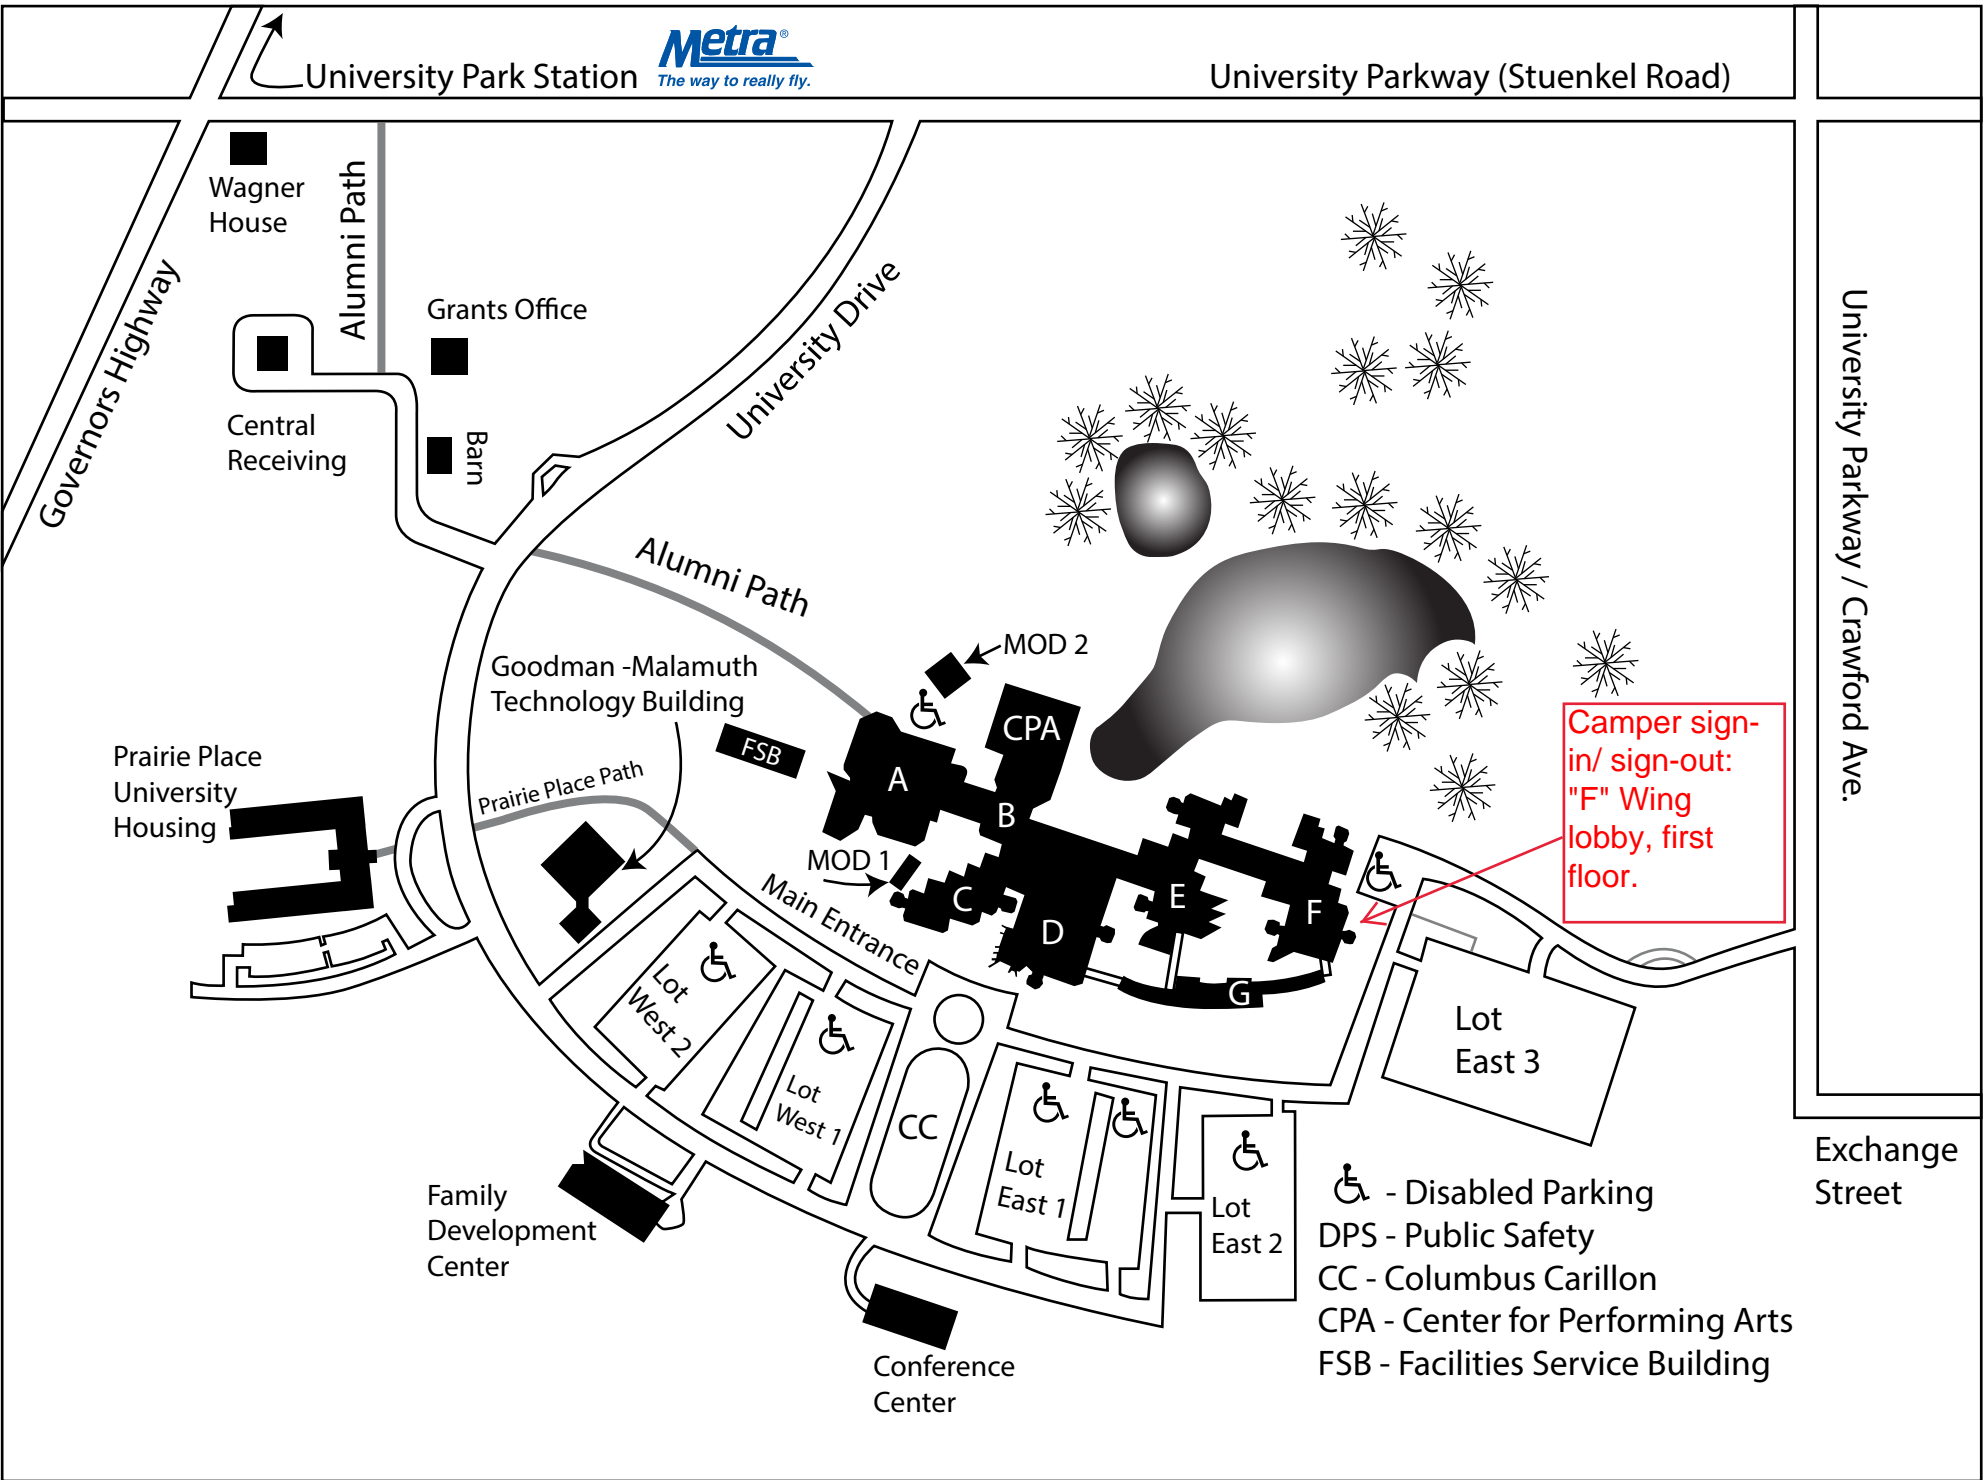 University Park Station
Metra®
The way to really fly.
University Parkway (Stuenkel Road)
Wagner
House
Alumni Path
Governors Highway
Grants Office
University Drive
Central
Receiving
Barn
University Parkway / Crawford Ave.
Alumni Path
MOD 2
Goodman -Malamuth
Technology Building
CPA
FSB
Camper sign-
in/ sign-out:
"F" Wing
lobby, first
floor.
Prairie Place
University
Housing
Prairie Place Path
A
B
MOD 1
Main Entrance
C
D
E
F
G
Lot
West 2
Lot
West 1
CC
Lot
East 1
Lot
East 2
Lot
East 3
Exchange
Street
Family
Development
Center
Conference
Center
- Disabled Parking
DPS - Public Safety
CC - Columbus Carillon
CPA - Center for Performing Arts
FSB - Facilities Service Building